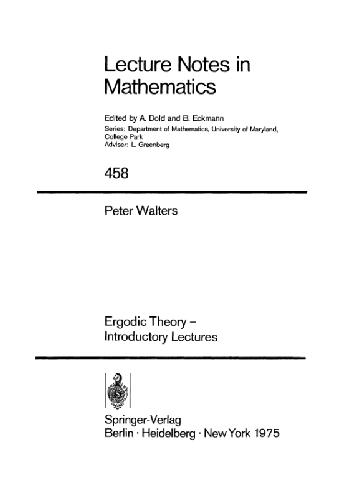 Lecture Notes in
Mathematics
Edited by A. Dold and B. Eckmann
Series: Department of Mathematics, University of Maryland,
College Park
Adviser: L. Greenberg
458
Peter Walters
Ergodic Theory –
Introductory Lectures
Springer-Verlag
Berlin · Heidelberg · New York 1975